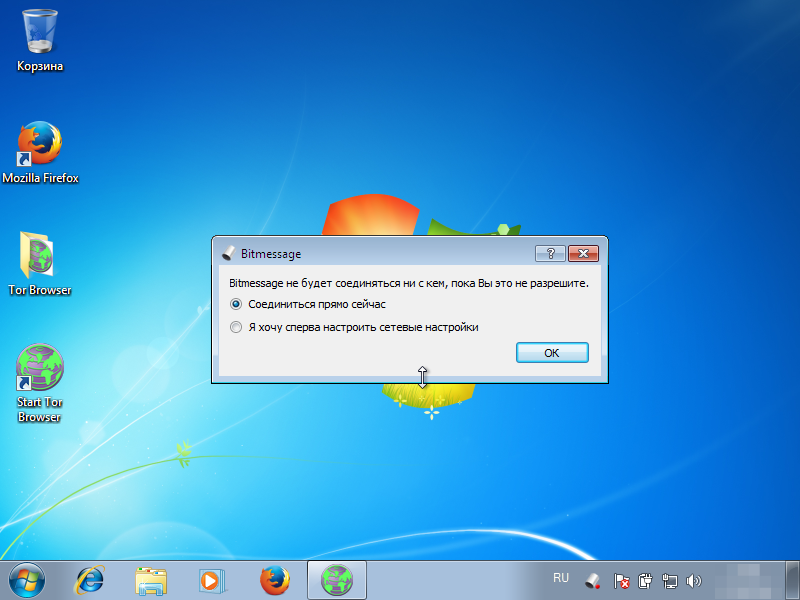 Корзина
Mozilla Firefox
Tor Browser
Start Tor
Browser
Bitmessage
Bitmessage не будет соединяться ни с кем, пока Вы это не разрешите.
Соединиться прямо сейчас
Я хочу сперва настроить сетевые настройки
OK
RU